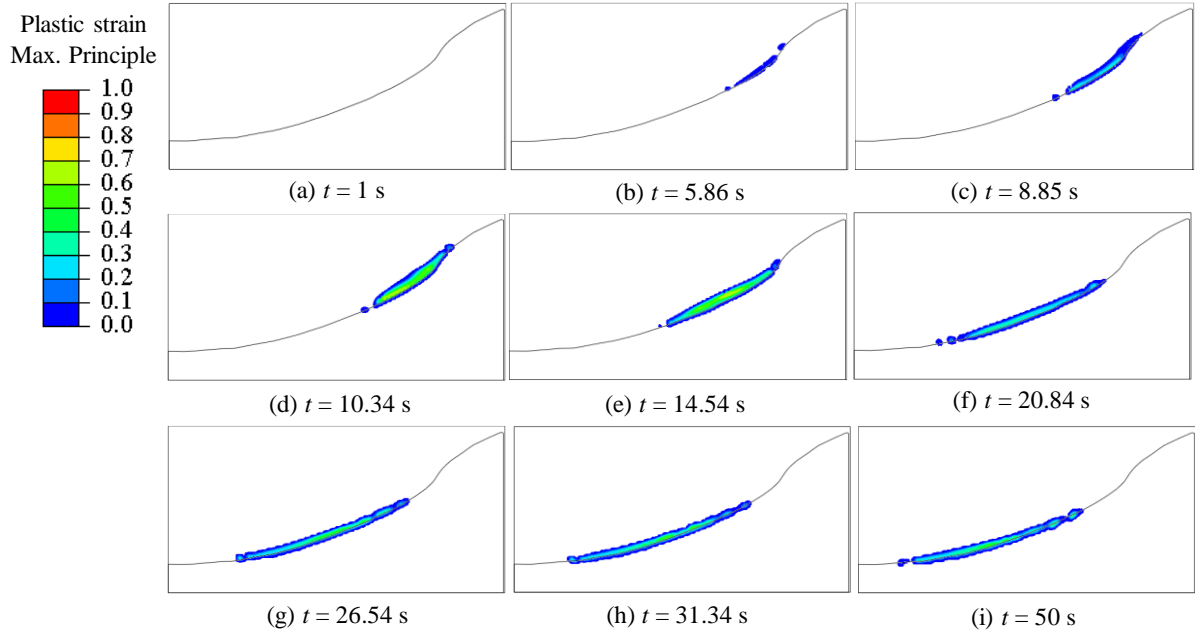 Plastic strain
Max. Principle
1.0
0.9
0.8
0.7
0.6
0.5
0.4
0.3
0.2
0.1
0.0
(a) t = 1 s
(b) t = 5.86 s
(c) t = 8.85 s
(d) t = 10.34 s
(e) t = 14.54 s
(f) t = 20.84 s
(g) t = 26.54 s
(h) t = 31.34 s
(i) t = 50 s